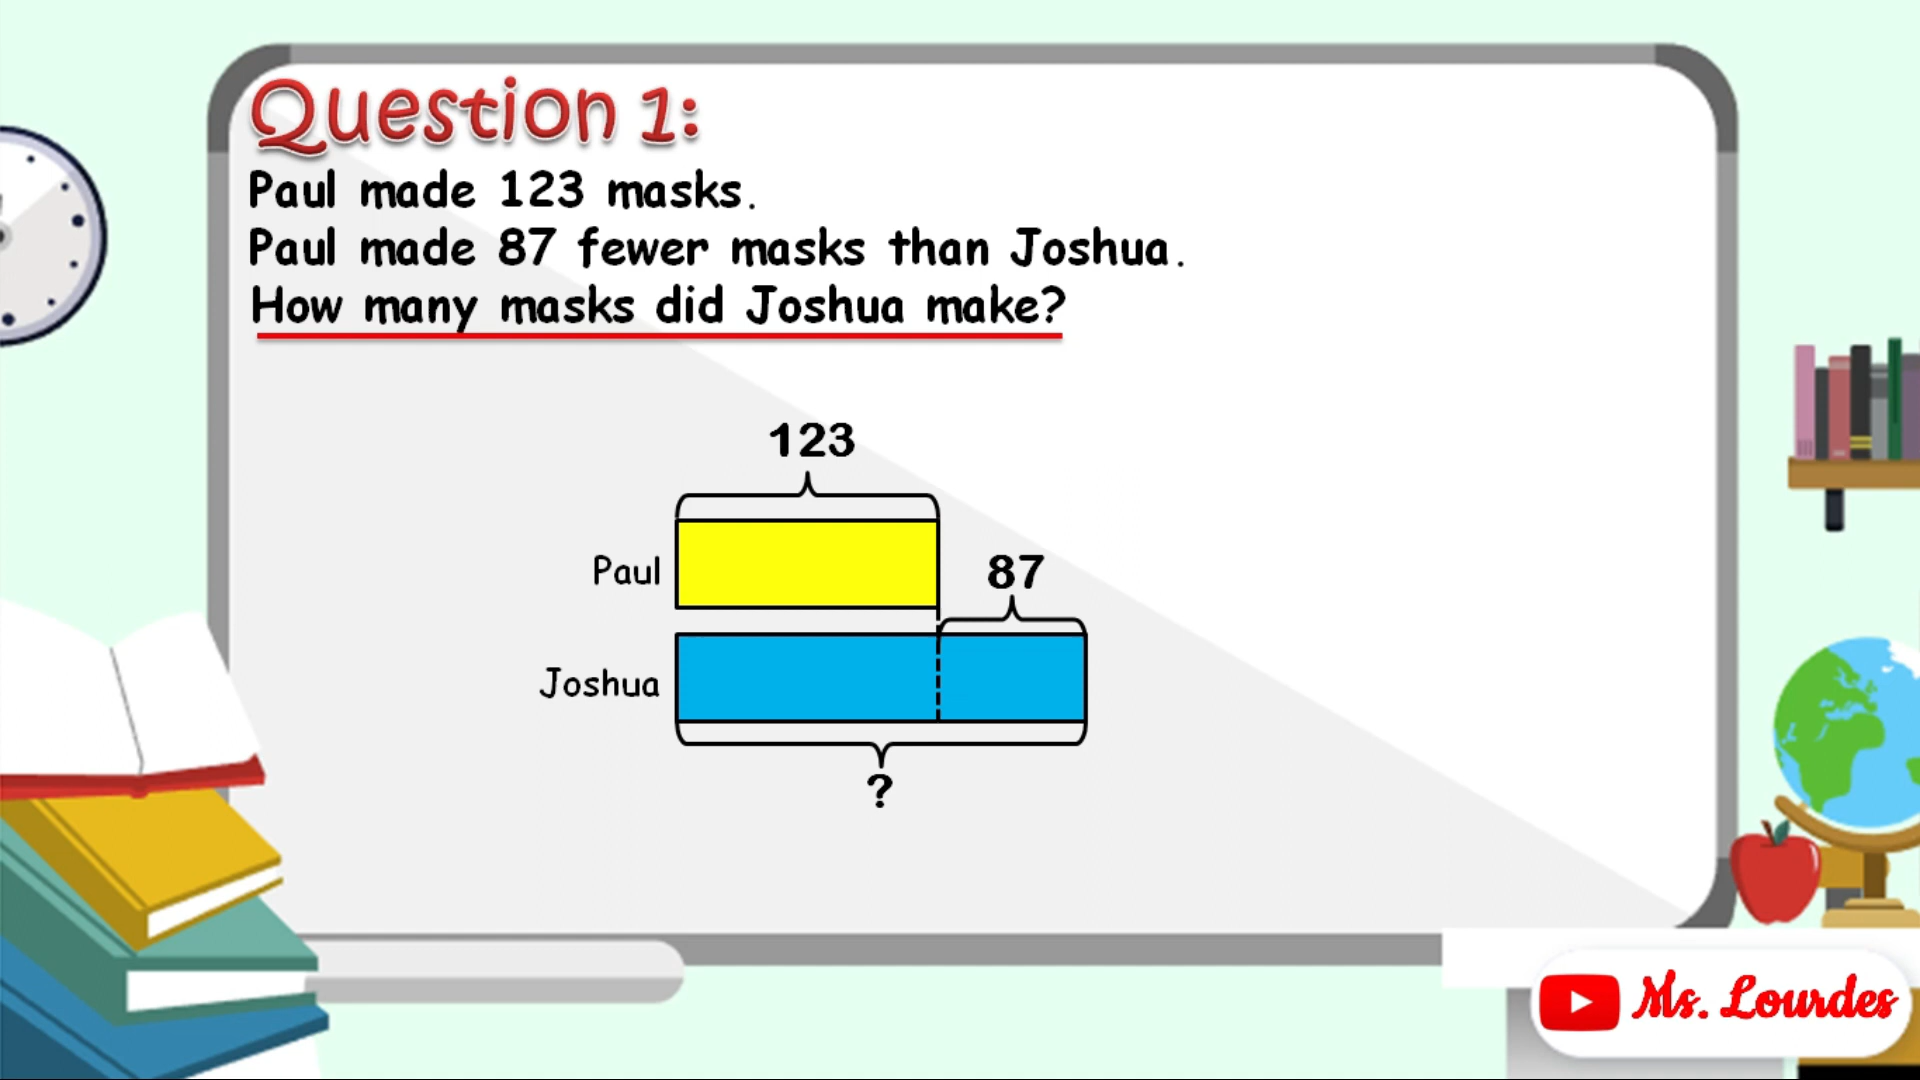 Question 1:
Paul made 123 masks.
Paul made 87 fewer masks than Joshua.
How many masks did Joshua make?
123
Paul
87
Joshua
?
Ms. Lourdes